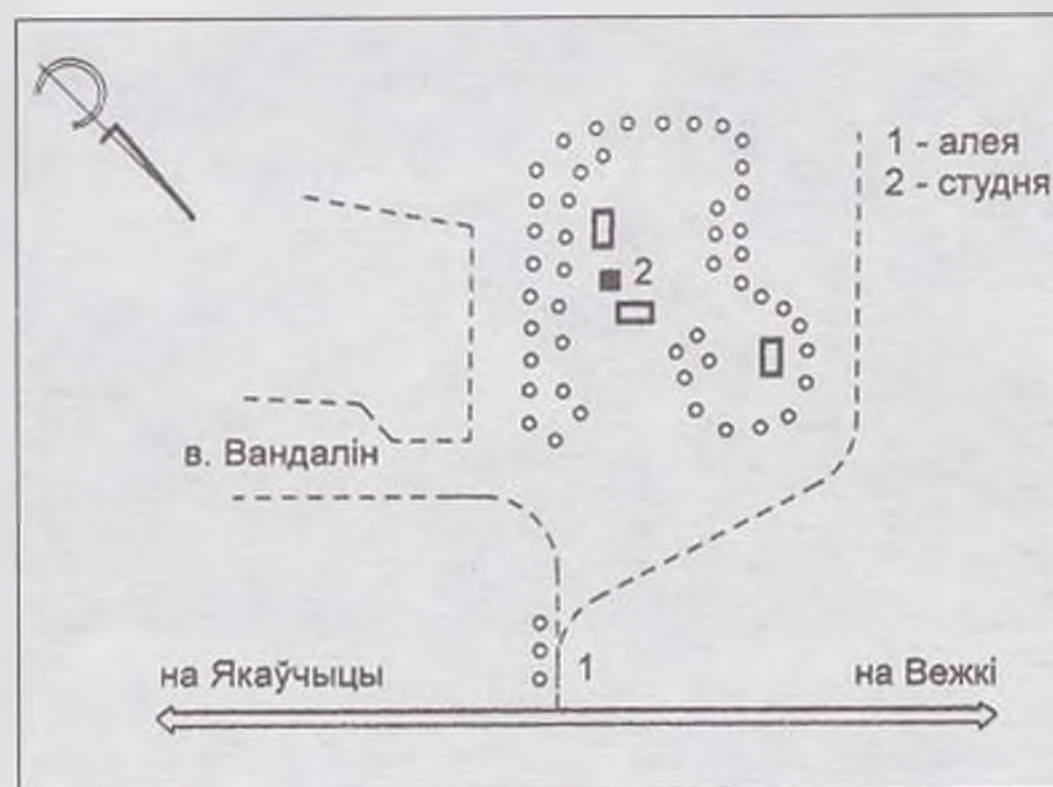 1 - алея
2 - студня
2
в. Вандалін
на Якаўчыцы
1
на Вежкі